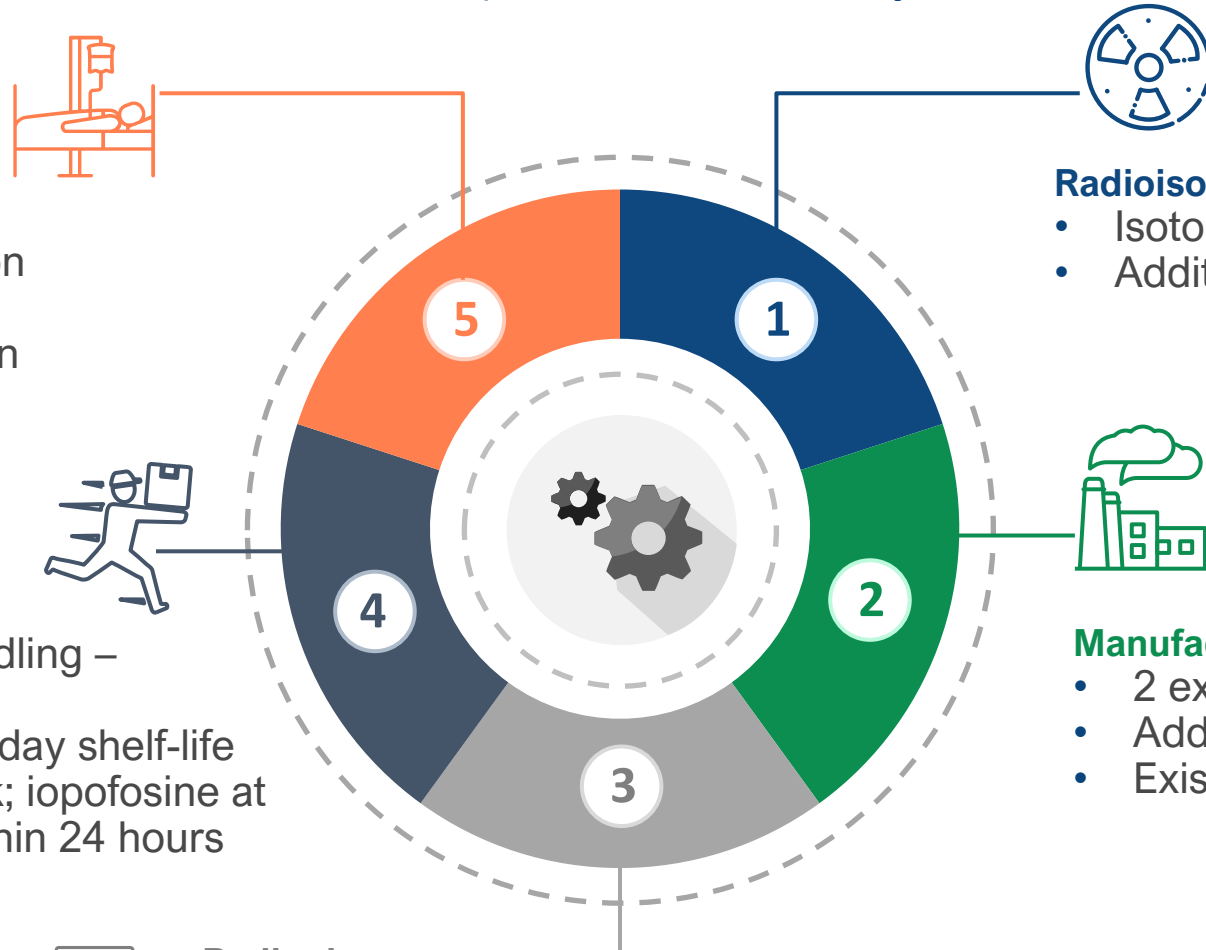 5
1
Radioiso
• Isoto
• Addit
on
n
4
2
dling –
day shelf-life
; iopofosine at
hin 24 hours
Manufa
• 2 ex
• Add
• Exis
3